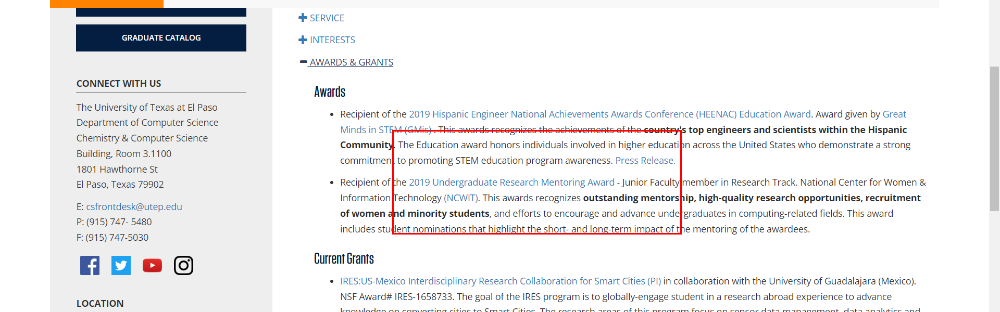 GRADUATE CATALOG
CONNECT WITH US
The University of Texas at El Paso
Department of Computer Science
Chemistry & Computer Science
Building, Room 3.1100
1801 Hawthorne St
El Paso, Texas 79902
E: csfrontdesk@utep.edu
P: (915) 747- 5480
F: (915) 747-5030
LOCATION
SERVICE
INTERESTS
AWARDS & GRANTS
Awards
Recipient of the 2019 Hispanic Engineer National Achievements Awards Conference (HEENAC) Education Award. Award given by Great
Minds in STEM (GMis) . This awards recognizes the achievements of the country's top engineers and scientists within the Hispanic
Community. The Education award honors individuals involved in higher education across the United States who demonstrate a strong
commitment to promoting STEM education program awareness. Press Release.
Recipient of the 2019 Undergraduate Research Mentoring Award - Junior Faculty member in Research Track. National Center for Women &
Information Technology (NCWIT). This awards recognizes outstanding mentorship, high-quality research opportunities, recruitment
of women and minority students, and efforts to encourage and advance undergraduates in computing-related fields. This award
includes student nominations that highlight the short- and long-term impact of the mentoring of the awardees.
Current Grants
IRES:US-Mexico Interdisciplinary Research Collaboration for Smart Cities (PI) in collaboration with the University of Guadalajara (Mexico).
NSF Award# IRES-1658733. The goal of the IRES program is to globally-engage student in a research abroad experience to advance
knowledge on converting cities to Smart Cities. The research areas of this program focus on sensor data management, data analytics and